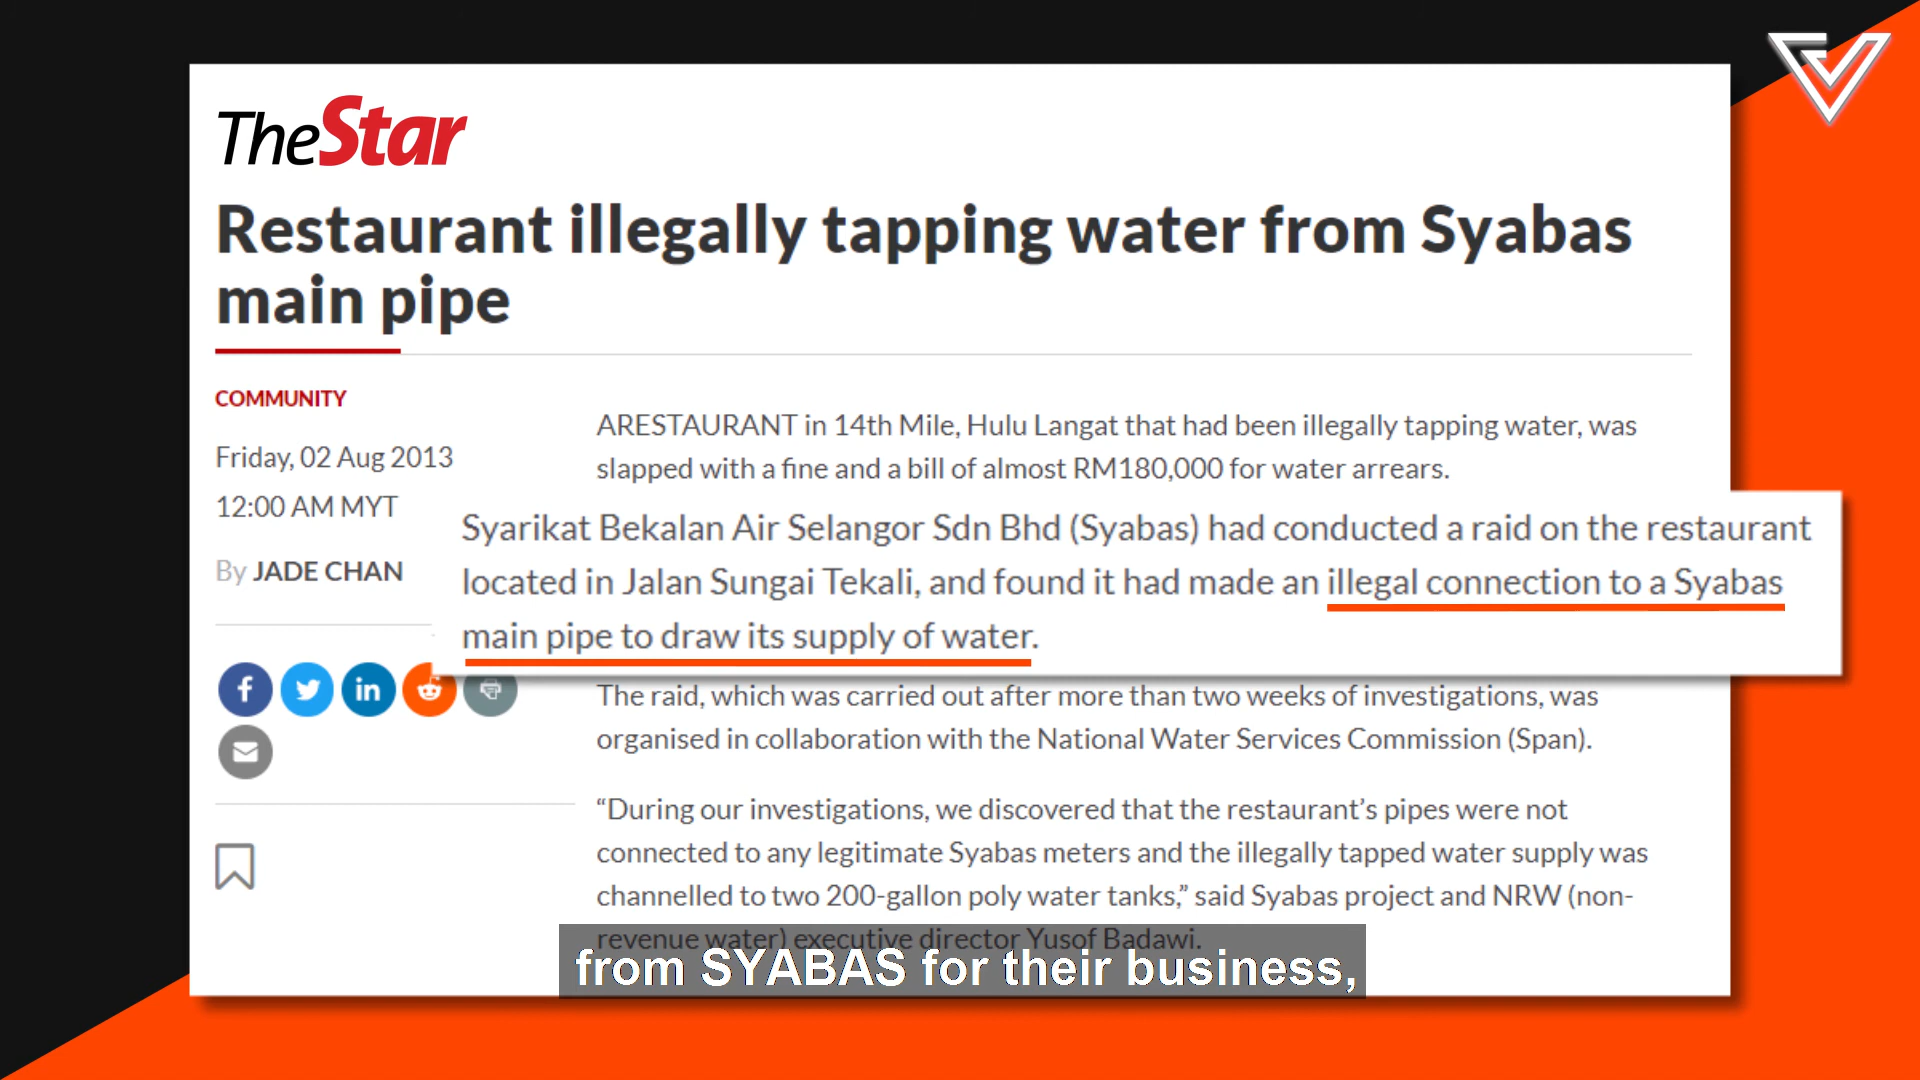 TheStar
Restaurant illegally tapping water from Syabas
main pipe
COMMUNITY
Friday, 02 Aug 2013
12:00 AM MYT
By JADE CHAN
ARESTAURANT in 14th Mile, Hulu Langat that had been illegally tapping water, was
slapped with a fine and a bill of almost RM180,000 for water arrears.
Syarikat Bekalan Air Selangor Sdn Bhd (Syabas) had conducted a raid on the restaurant
located in Jalan Sungai Tekali, and found it had made an illegal connection to a Syabas
main pipe to draw its supply of water.
The raid, which was carried out after more than two weeks of investigations, was
organised in collaboration with the National Water Services Commission (Span).
“During our investigations, we discovered that the restaurant’s pipes were not
connected to any legitimate Syabas meters and the illegally tapped water supply was
channelled to two 200-gallon poly water tanks,” said Syabas project and NRW (non-
revenue water) executive director Yusof Badawi.
from SYABAS for their business,